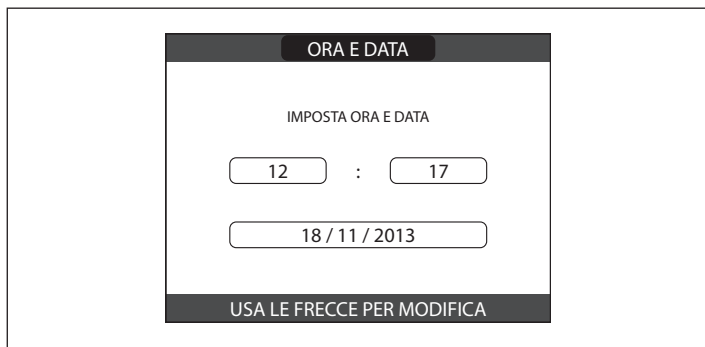 ORA E DATA
IMPOSTA ORA E DATA
12 : 17
18 / 11 / 2013
USA LE FRECCE PER MODIFICA